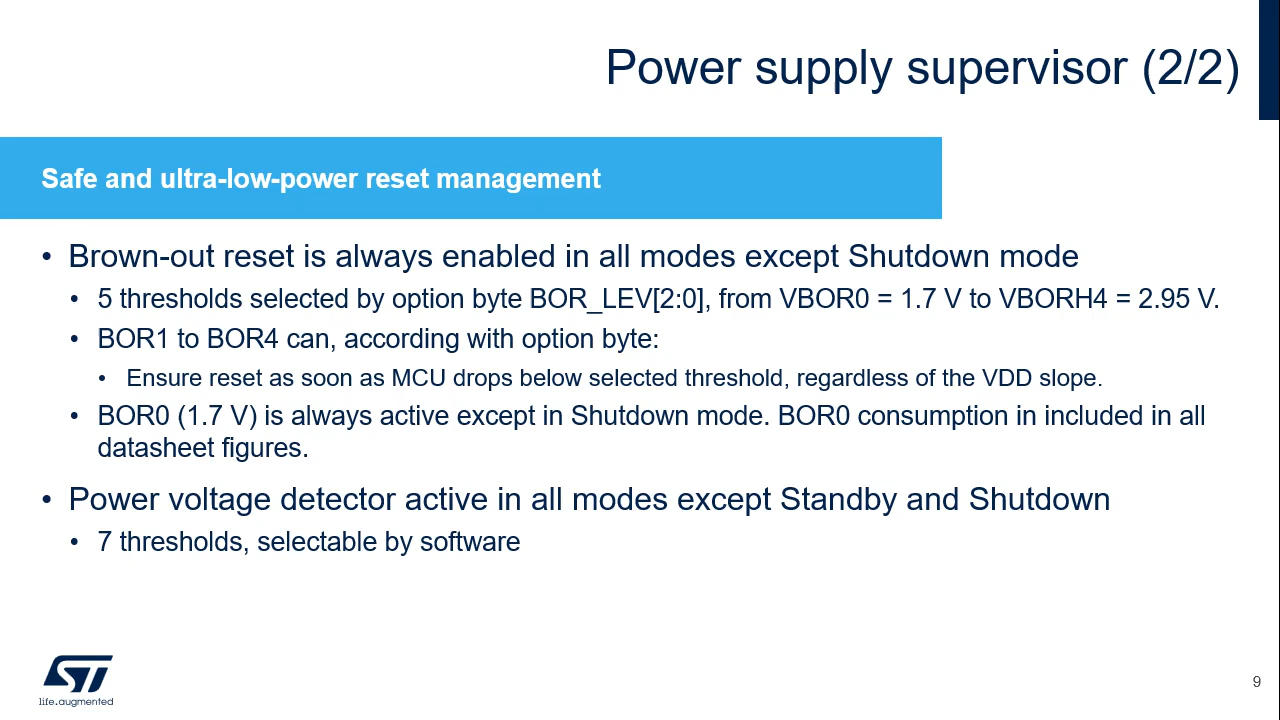 Power supply supervisor (2/2)
Safe and ultra-low-power reset management
• Brown-out reset is always enabled in all modes except Shutdown mode
• 5 thresholds selected by option byte BOR_LEV[2:0], from VBOR0 = 1.7 V to VBORH4 = 2.95 V.
• BOR1 to BOR4 can, according with option byte:
• Ensure reset as soon as MCU drops below selected threshold, regardless of the VDD slope.
• BOR0 (1.7 V) is always active except in Shutdown mode. BOR0 consumption in included in all
datasheet figures.
• Power voltage detector active in all modes except Standby and Shutdown
• 7 thresholds, selectable by software
ST
life.augmented
9